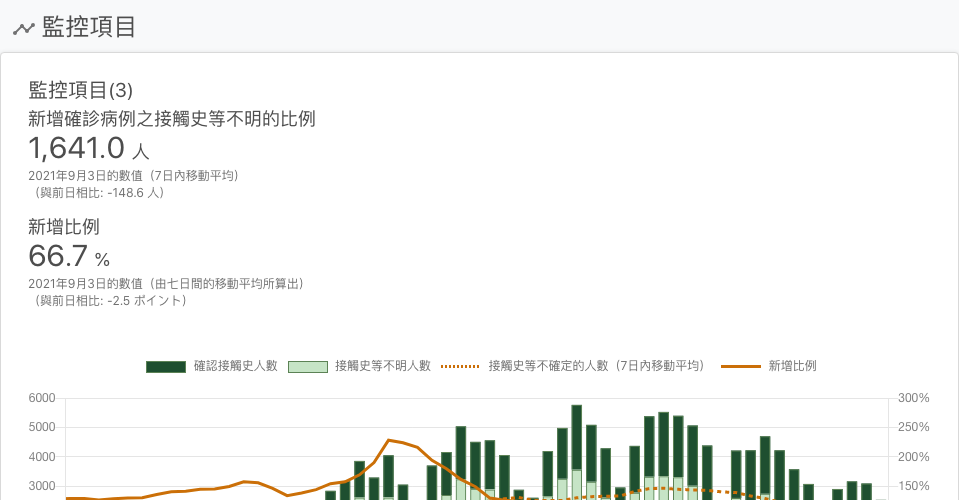 監控項目
監控項目(3)
新增確診病例之接觸史等不明的比例
1,641.0 人
2021年9月3日的數值（7日內移動平均）
（與前日相比: -148.6 人）
新增比例
66.7 %
2021年9月3日的數值（由七日間的移動平均所算出）
（與前日相比: -2.5 ポイント）
確認接觸史人數 接觸史等不明人數 接觸史等不確定的人數（7日內移動平均） 新增比例
6000 300%
5000 250%
4000 200%
3000 150%